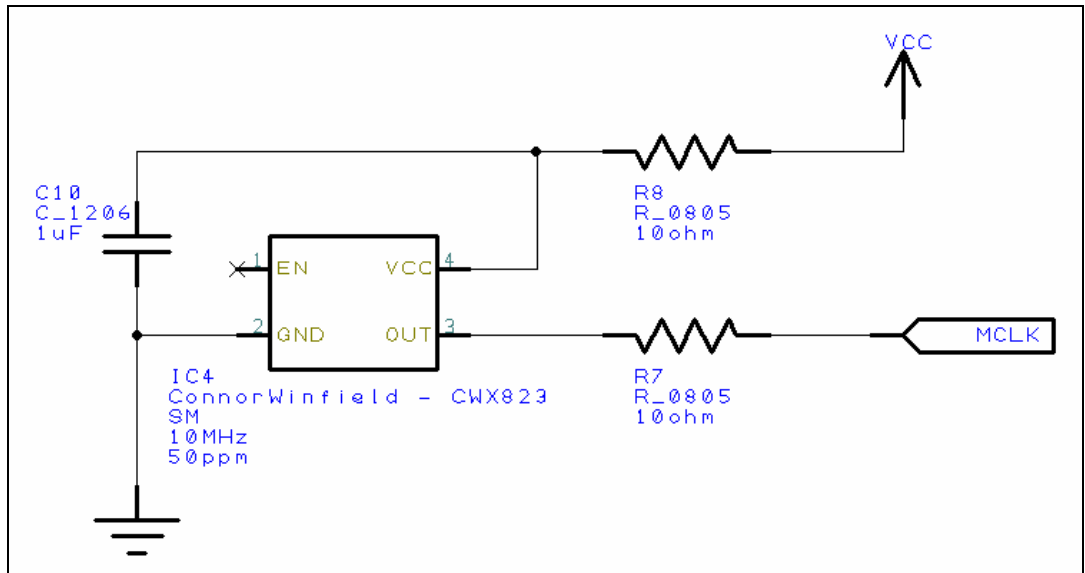 VCC
C10
C_1206
1uF
R8
R_0805
10ohm
1 EN VCC 4
2 GND OUT 3
MCLK
IC4
ConnorWinfield - CWX823
SM
10MHz
50ppm
R7
R_0805
10ohm